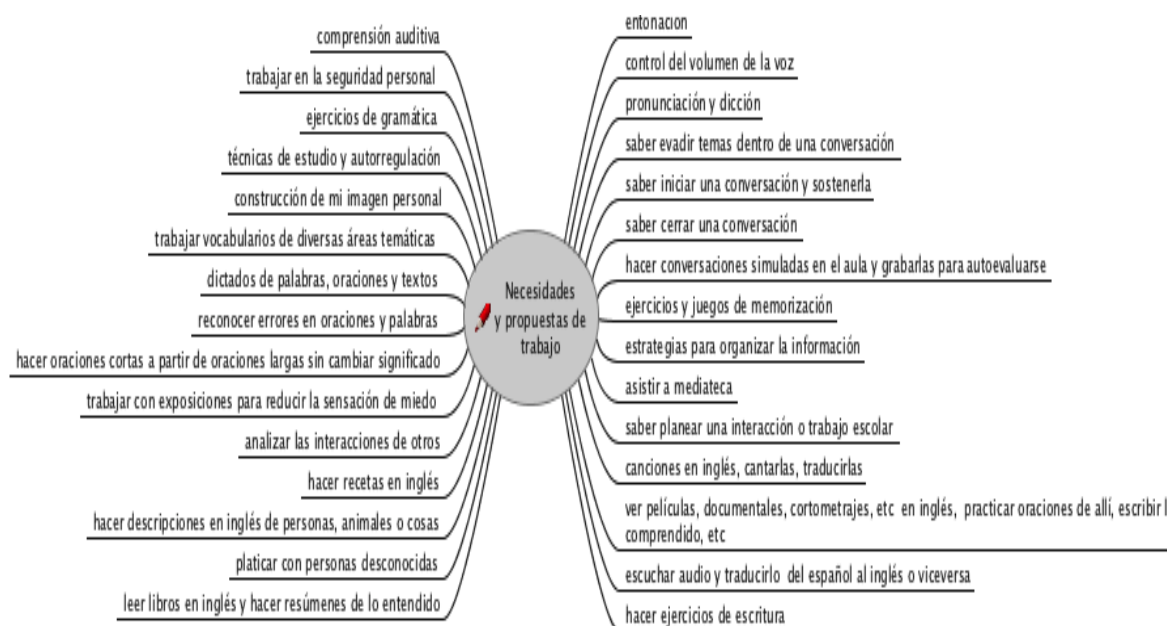 comprensión auditiva
trabajar en la seguridad personal
ejercicios de gramática
técnicas de estudio y autorregulación
construcción de mi imagen personal
trabajar vocabularios de diversas áreas temáticas
dictados de palabras, oraciones y textos
reconocer errores en oraciones y palabras
hacer oraciones cortas a partir de oraciones largas sin cambiar significado
trabajar con exposiciones para reducir la sensación de miedo
analizar las interacciones de otros
hacer recetas en inglés
hacer descripciones en inglés de personas, animales o cosas
platicar con personas desconocidas
leer libros en inglés y hacer resúmenes de lo entendido
Necesidades
y propuestas de
trabajo
entonacion
control del volumen de la voz
pronunciación y dicción
saber evadir temas dentro de una conversación
saber iniciar una conversación y sostenerla
saber cerrar una conversación
hacer conversaciones simuladas en el aula y grabarlas para autoevaluarse
ejercicios y juegos de memorización
estrategias para organizar la información
asistir a mediateca
saber planear una interacción o trabajo escolar
canciones en inglés, cantarlas, traducirlas
ver películas, documentales, cortometrajes, etc en inglés, practicar oraciones de allí, escribir
comprendido, etc
escuchar audio y traducirlo del español al inglés o viceversa
hacer ejercicios de escritura